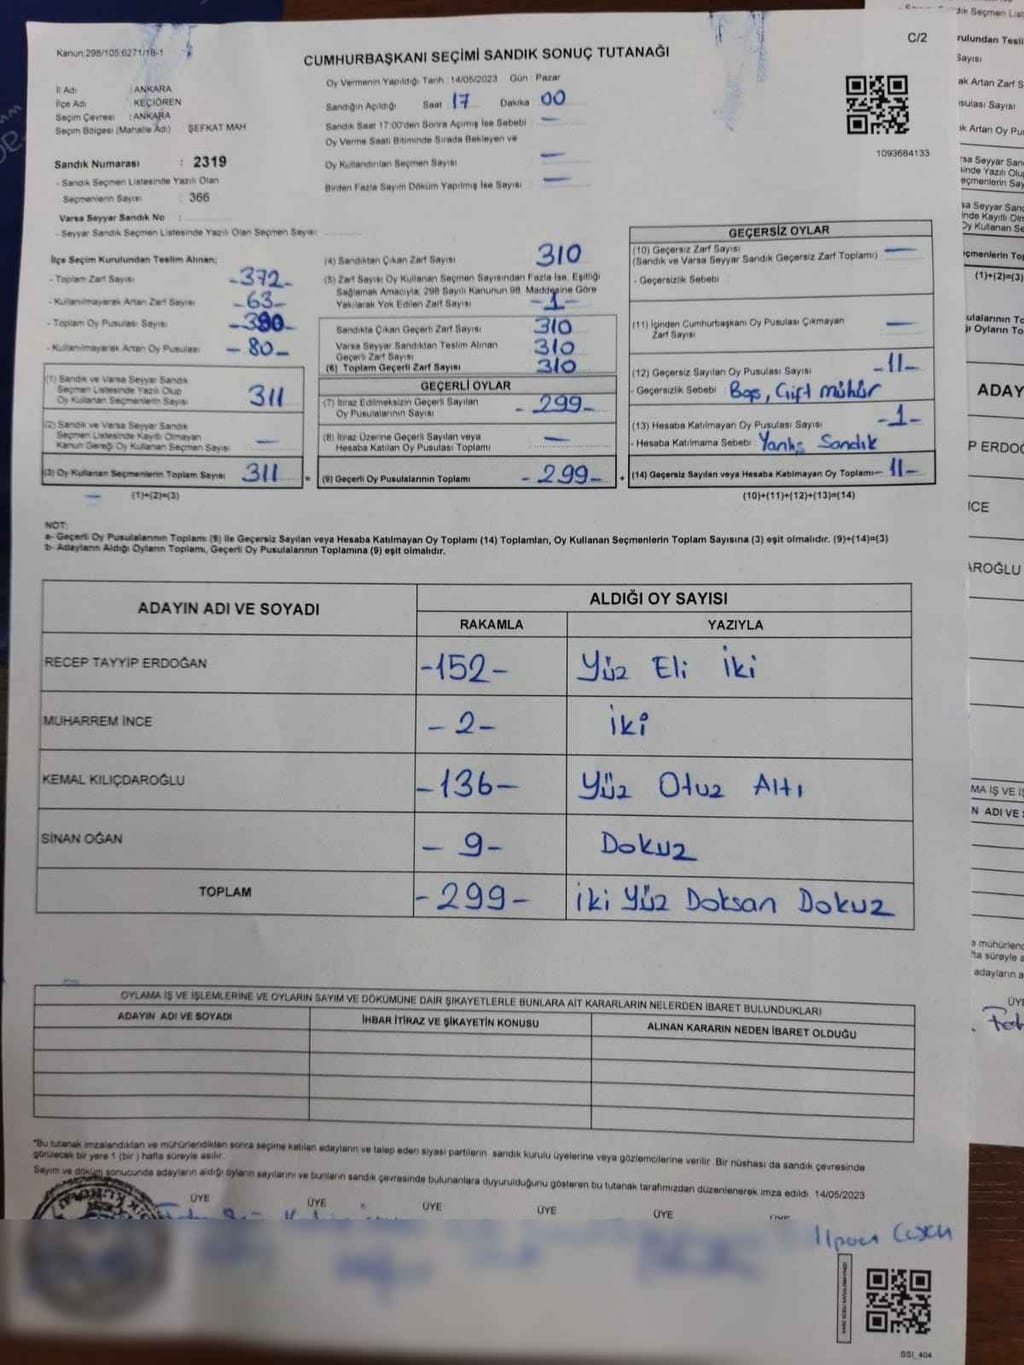 Kanun:298/105:6271/18-1
C/2
CUMHURBAŞKANI SEÇİMİ SANDIK SONUÇ TUTANAĞI
İl Adı : ANKARA
İlçe Adı : KEÇİÖREN
Seçim Çevresi : ANKARA
Seçim Bölgesi (Mahalle Adı) ŞEFKAT MAH
Sandık Numarası : 2319
- Sandık Seçmen Listesinde Yazılı Olan
Seçmenlerin Sayısı : 366
Varsa Seyyar Sandık No :
- Seyyar Sandık Seçmen Listesinde Yazılı Olan Seçmen Sayısı:
Oy Vermenin Yapıldığı Tarih :14/05/2023 Gün : Pazar
Sandığın Açıldığı Saat 17 Dakika 00
Sandık Saat 17:00'den Sonra Açılmış İse Sebebi —
Oy Verme Saati Bitiminde Sırada Bekleyen ve
Oy Kullandırılan Seçmen Sayısı —
Birden Fazla Sayım Döküm Yapılmış İse Sayısı —
1093684133
İlçe Seçim Kurulundan Teslim Alınan;
- Toplam Zarf Sayısı -372-
- Kullanılmayarak Artan Zarf Sayısı -63-
- Toplam Oy Pusulası Sayısı -390-
- Kullanılmayarak Artan Oy Pusulası -80-
(1) Sandık ve Varsa Seyyar Sandık
Seçmen Listesinde Yazılı Olup
Oy Kullanan Seçmenlerin Sayısı 311
(2) Sandık ve Varsa Seyyar Sandık
Seçmen Listesinde Kayıtlı Olmayan
Kanun Gereği Oy Kullanan Seçmen Sayısı —
(3) Oy Kullanan Seçmenlerin Toplam Sayısı 311
(1)+(2)=(3)
(4) Sandıktan Çıkan Zarf Sayısı 310
(5) Zarf Sayısı Oy Kullanan Seçmen Sayısından Fazla İse, Eşitliği
Sağlamak Amacıyla, 298 Sayılı Kanunun 98. Maddesine Göre
Yakılarak Yok Edilen Zarf Sayısı -1-
Sandıkta Çıkan Geçerli Zarf Sayısı 310
Varsa Seyyar Sandıktan Teslim Alınan
Geçerli Zarf Sayısı 310
(6) Toplam Geçerli Zarf Sayısı 310
GEÇERLİ OYLAR
(7) İtiraz Edilmeksizin Geçerli Sayılan
Oy Pusulalarının Sayısı -299-
(8) İtiraz Üzerine Geçerli Sayılan veya
Hesaba Katılan Oy Pusulası Toplamı —
(9) Geçerli Oy Pusulalarının Toplamı -299-
GEÇERSİZ OYLAR
(10) Geçersiz Zarf Sayısı
(Sandık ve Varsa Seyyar Sandık Geçersiz Zarf Toplamı) —
- Geçersizlik Sebebi
(11) İçinden Cumhurbaşkanı Oy Pusulası Çıkmayan
Zarf Sayısı —
(12) Geçersiz Sayılan Oy Pusulası Sayısı -11-
- Geçersizlik Sebebi Boş, Çift mühür
(13) Hesaba Katılmayan Oy Pusulası Sayısı -1-
- Hesaba Katılmama Sebebi Yanlış Sandık
(14) Geçersiz Sayılan veya Hesaba Katılmayan Oy Toplamı -11-
(10)+(11)+(12)+(13)=(14)
NOT:
a- Geçerli Oy Pusulalarının Toplamı (9) ile Geçersiz Sayılan veya Hesaba Katılmayan Oy Toplamı (14) Toplamları, Oy Kullanan Seçmenlerin Toplam Sayısına (3) eşit olmalıdır. (9)+(14)=(3)
b- Adayların Aldığı Oyların Toplamı, Geçerli Oy Pusulalarının Toplamına (9) eşit olmalıdır.
ADAYIN ADI VE SOYADI ALDIĞI OY SAYISI
RAKAMLA YAZIYLA
RECEP TAYYİP ERDOĞAN -152- Yüz Eli İki
MUHARREM İNCE -2- İki
KEMAL KILIÇDAROĞLU -136- Yüz Otuz Altı
SİNAN OĞAN -9- Dokuz
TOPLAM -299- İki Yüz Doksan Dokuz
OYLAMA İŞ VE İŞLEMLERİNE VE OYLARIN SAYIM VE DÖKÜMÜNE DAİR ŞİKAYETLERLE BUNLARA AİT KARARLARIN NELERDEN İBARET BULUNDUKLARI
ADAYIN ADI VE SOYADI İHBAR İTİRAZ VE ŞİKAYETİN KONUSU ALINAN KARARIN NEDEN İBARET OLDUĞU
*Bu tutanak imzalandıktan ve mühürlendikten sonra seçime katılan adayların ve talep eden siyasi partilerin sandık kurulu üyelerine veya gözlemcilerine verilir. Bir nüshası da sandık çevresinde
görülecek bir yere 1 (bir) hafta süreyle asılır.
Sayım ve döküm sonucunda adayların aldığı oyların sayılarını ve bunların sandık çevresinde bulunanlara duyurulduğunu gösteren bu tutanak tarafımızdan düzenlenerek imza edildi. 14/05/2023
ÜYE ÜYE ÜYE ÜYE ÜYE
SSI_404